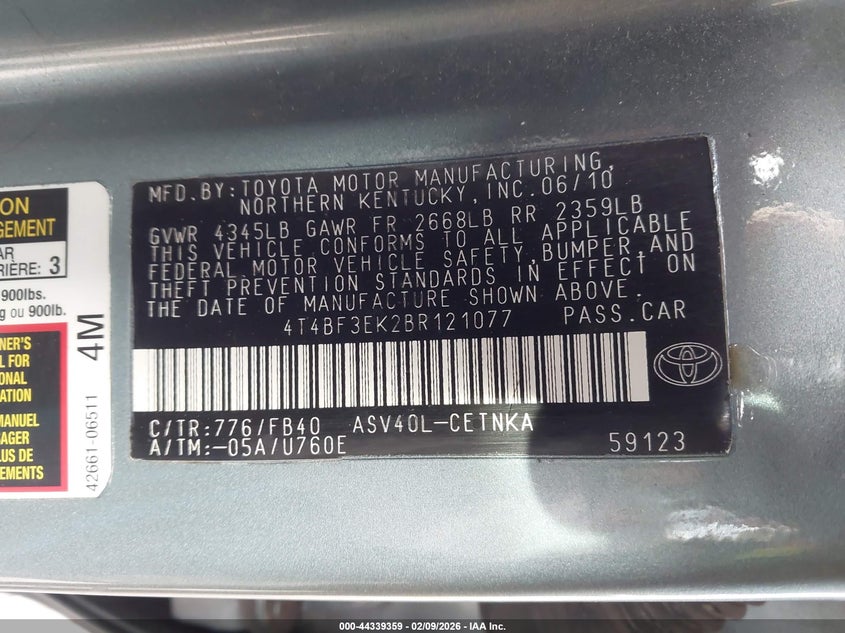 ON
GEMENT
AR
RIÈRE: 3
900lbs.
g ou 900lb.
NER'S
L FOR
ONAL
ATION
MANUEL
AGER
LUS DE
EMENTS
42661-06511
4M
MFD.BY:TOYOTA MOTOR MANUFACTURING,
NORTHERN KENTUCKY,INC.06/10
GVWR 4345LB GAWR FR 2668LB RR 2359LB
THIS VEHICLE CONFORMS TO ALL APPLICABLE
FEDERAL MOTOR VEHICLE SAFETY,BUMPER,AND
THEFT PREVENTION STANDARDS IN EFFECT ON
THE DATE OF MANUFACTURE SHOWN ABOVE.
4T4BF3EK2BR121077 PASS.CAR
C/TR:776/FB40 ASV40L-CETNKA
A/TM:-05A/U760E 59123
000-44339359 | 02/09/2026 | IAA Inc.